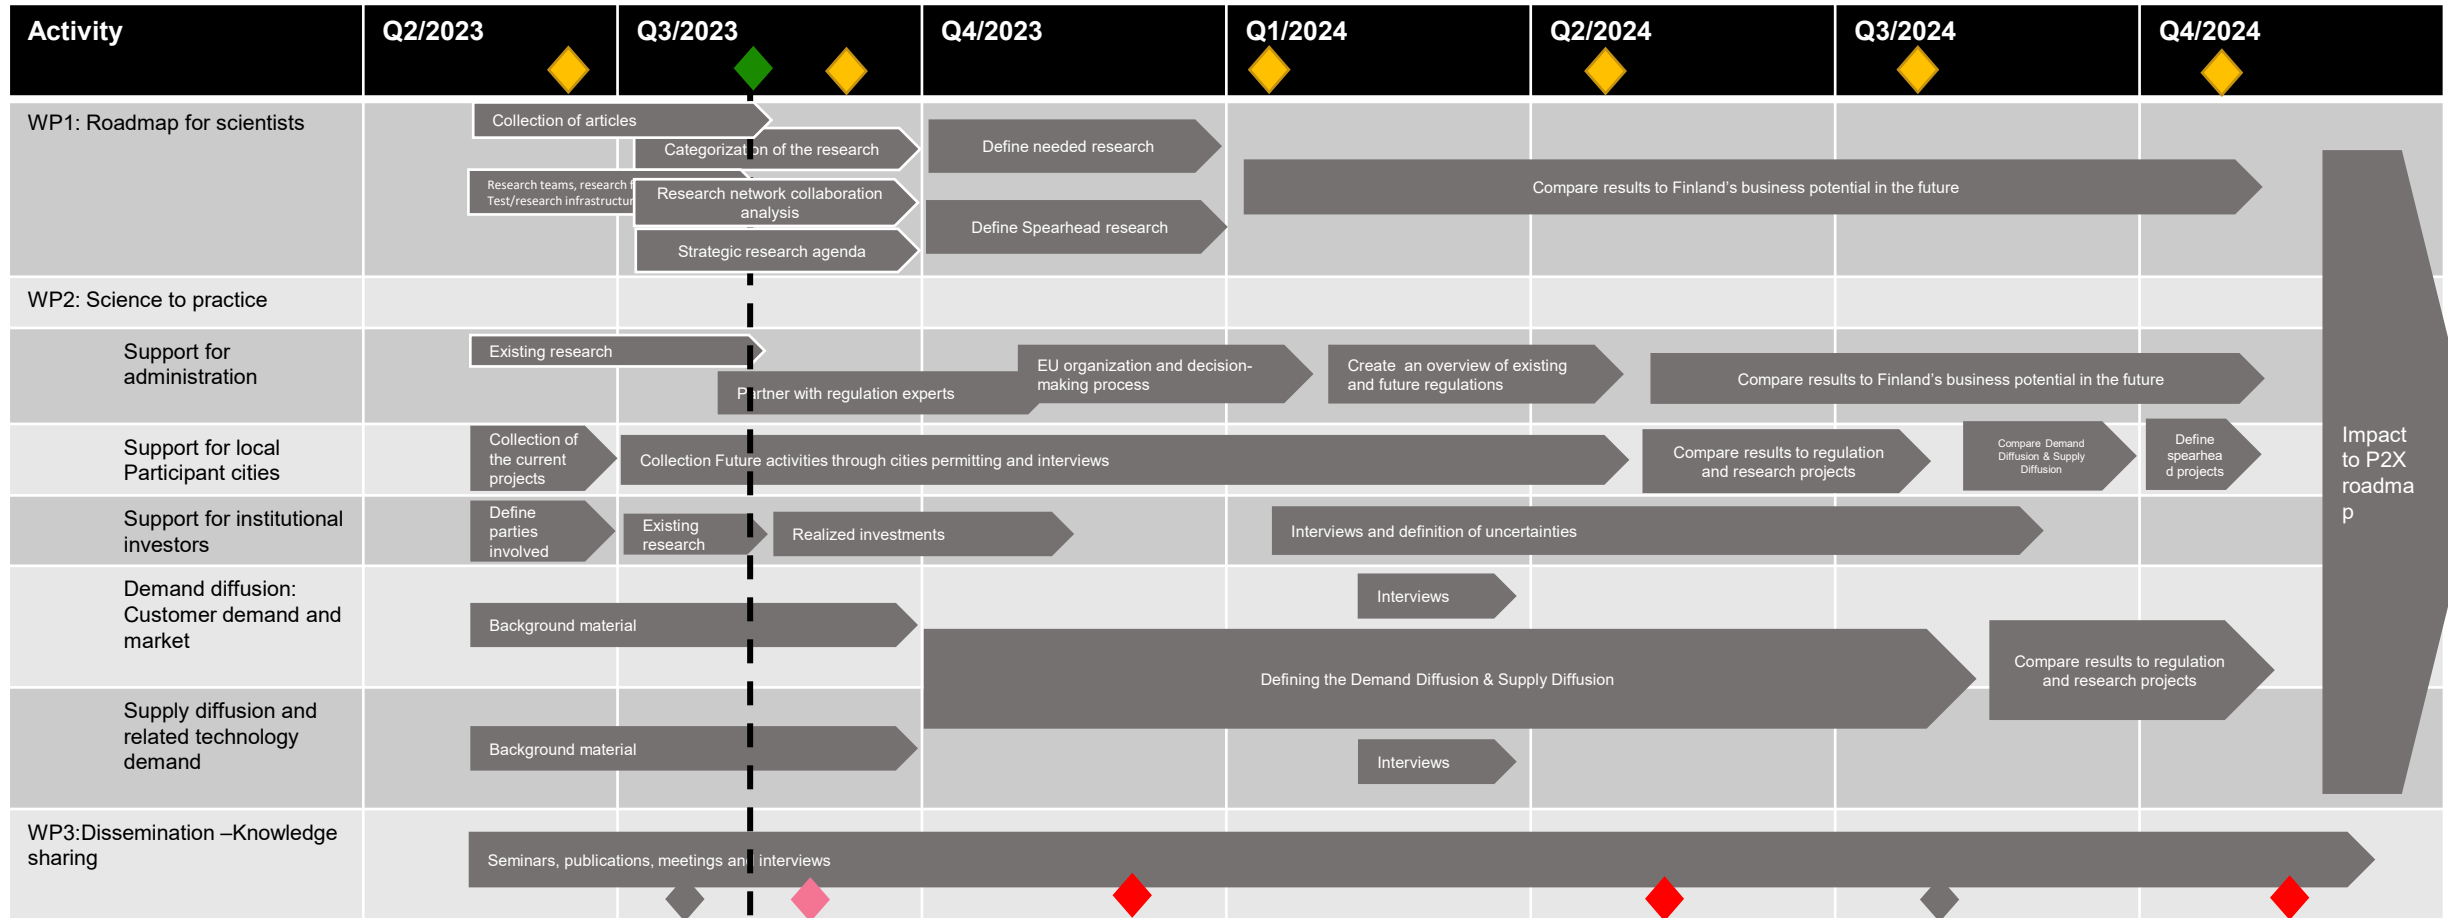 Activity
Q2/2023
Q3/2023
Q4/2023
Q1/2024
Q2/2024
Q3/2024
Q4/2024
WP1: Roadmap for scientists
Collection of articles
Categorization of the research
Research teams, research
Test/research
Research network collaboration
analysis
Strategic research agenda
Define needed research
Define Spearhead research
Compare results to Finland's business potential in the future
WP2: Science to practice
Support for
administration
Existing research
Partner with regulation experts
EU organization and decision-
making process
Create  an overview of existing
and future regulations
Compare results to Finland's business potential in the future
Support for local
Participant cities
Collection of
the current
projects
Collection Future activities through cities permitting and interviews
Compare results to regulation
and research projects
Compare Demand
Diffusion & Supply
Diffusion
Define
spearhea
d projects
Support for institutional
investors
Define
parties
involved
Existing
research
Realized investments
Interviews and definition of uncertainties
Demand diffusion:
Customer demand and
market
Background material
Interviews
Defining the Demand Diffusion & Supply Diffusion
Compare results to regulation
and research projects
Supply diffusion and
related technology
demand
Background material
Interviews
Impact
to P2X
roadma
p
WP3:Dissemination –Knowledge
sharing
Seminars, publications, meetings and interviews